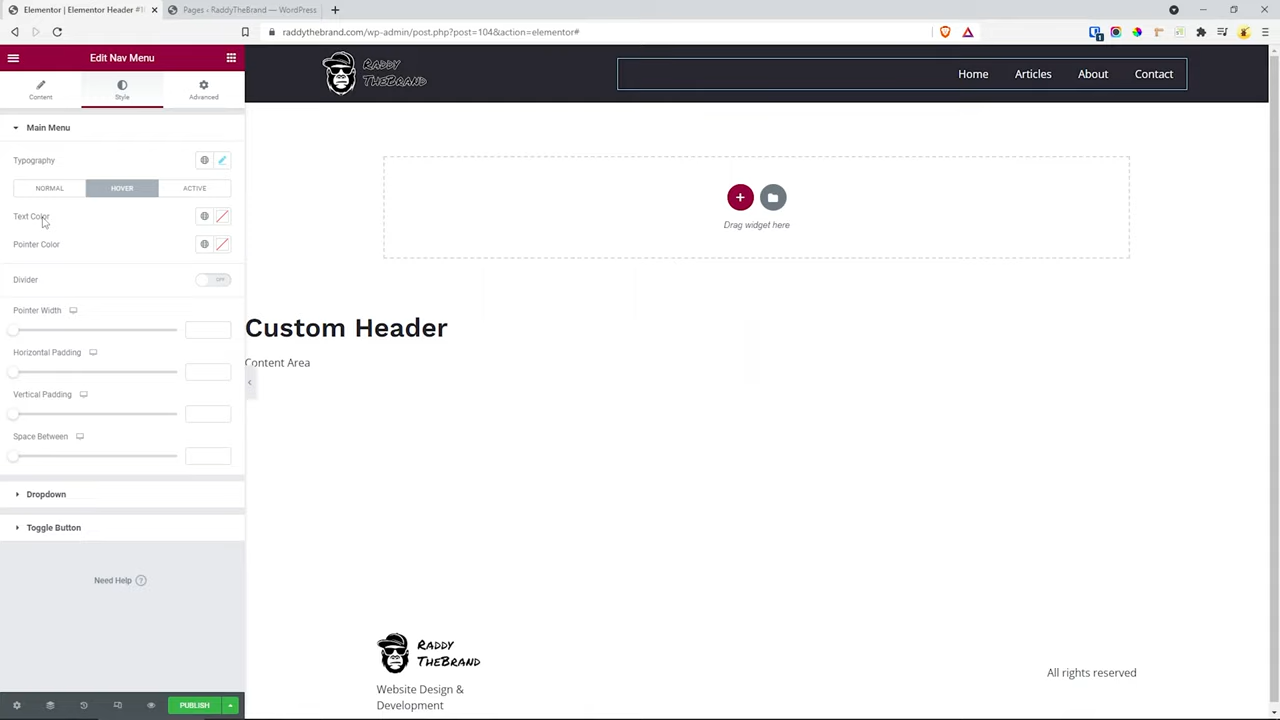 Elementor | Elementor Header #1
Pages ‹ RaddyTheBrand — WordPress
raddythebrand.com/wp-admin/post.php?post=104&action=elementor#
Edit Nav Menu
Content
Style
Advanced
Main Menu
Typography
NORMAL
HOVER
ACTIVE
Text Color
Pointer Color
Divider
OFF
Pointer Width
Horizontal Padding
Vertical Padding
Space Between
Dropdown
Toggle Button
Need Help ?
PUBLISH
RADDY
THEBRAND
Home
Articles
About
Contact
Drag widget here
Custom Header
Content Area
RADDY
THEBRAND
Website Design &
Development
All rights reserved